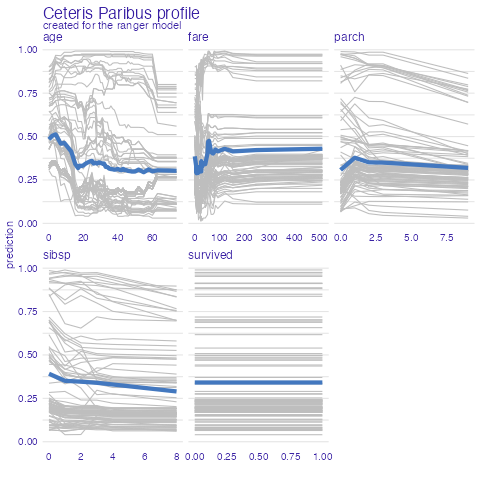 Ceteris Paribus profile
created for the ranger model
age fare parch
1.00
0.75
0.50
0.25
0.00
0 20 40 60 0 100 200 300 400 500 0.0 2.5 5.0 7.5
prediction
sibsp survived
1.00
0.75
0.50
0.25
0.00
0 2 4 6 8 0.00 0.25 0.50 0.75 1.00